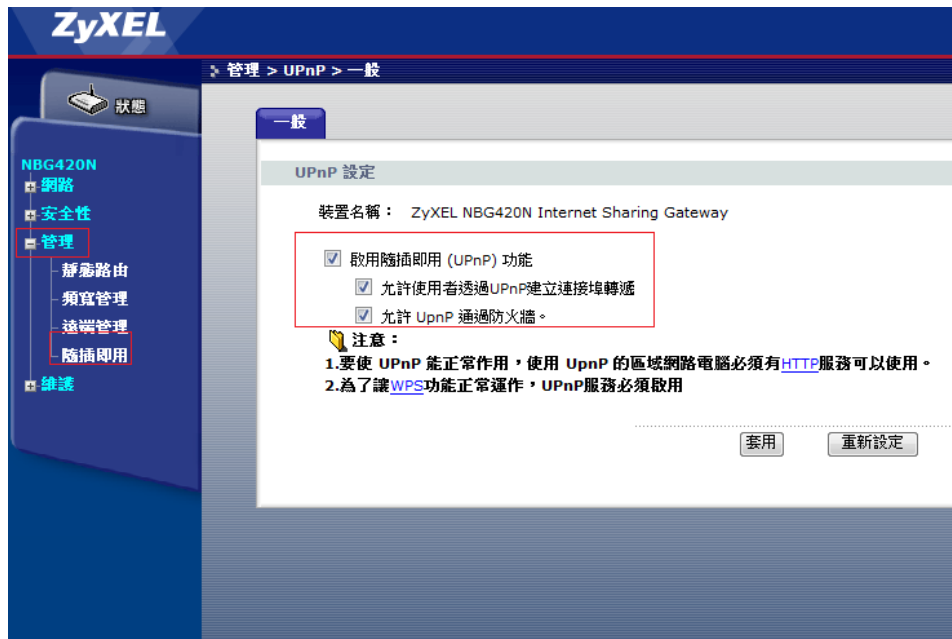 ZyXEL
管理 > UPnP > 一般
狀態
一般
NBG420N
網路
安全性
管理
靜態路由
頻寬管理
遠端管理
隨插即用
維護
UPnP 設定
裝置名稱： ZyXEL NBG420N Internet Sharing Gateway
啟用隨插即用 (UPnP) 功能
允許使用者透過UPnP建立連接埠轉遞
允許 UpnP 通過防火牆。
注意：
1.要使 UPnP 能正常作用，使用 UpnP 的區域網路電腦必須有HTTP服務可以使用。
2.為了讓WPS功能正常運作，UPnP服務必須啟用
套用 重新設定